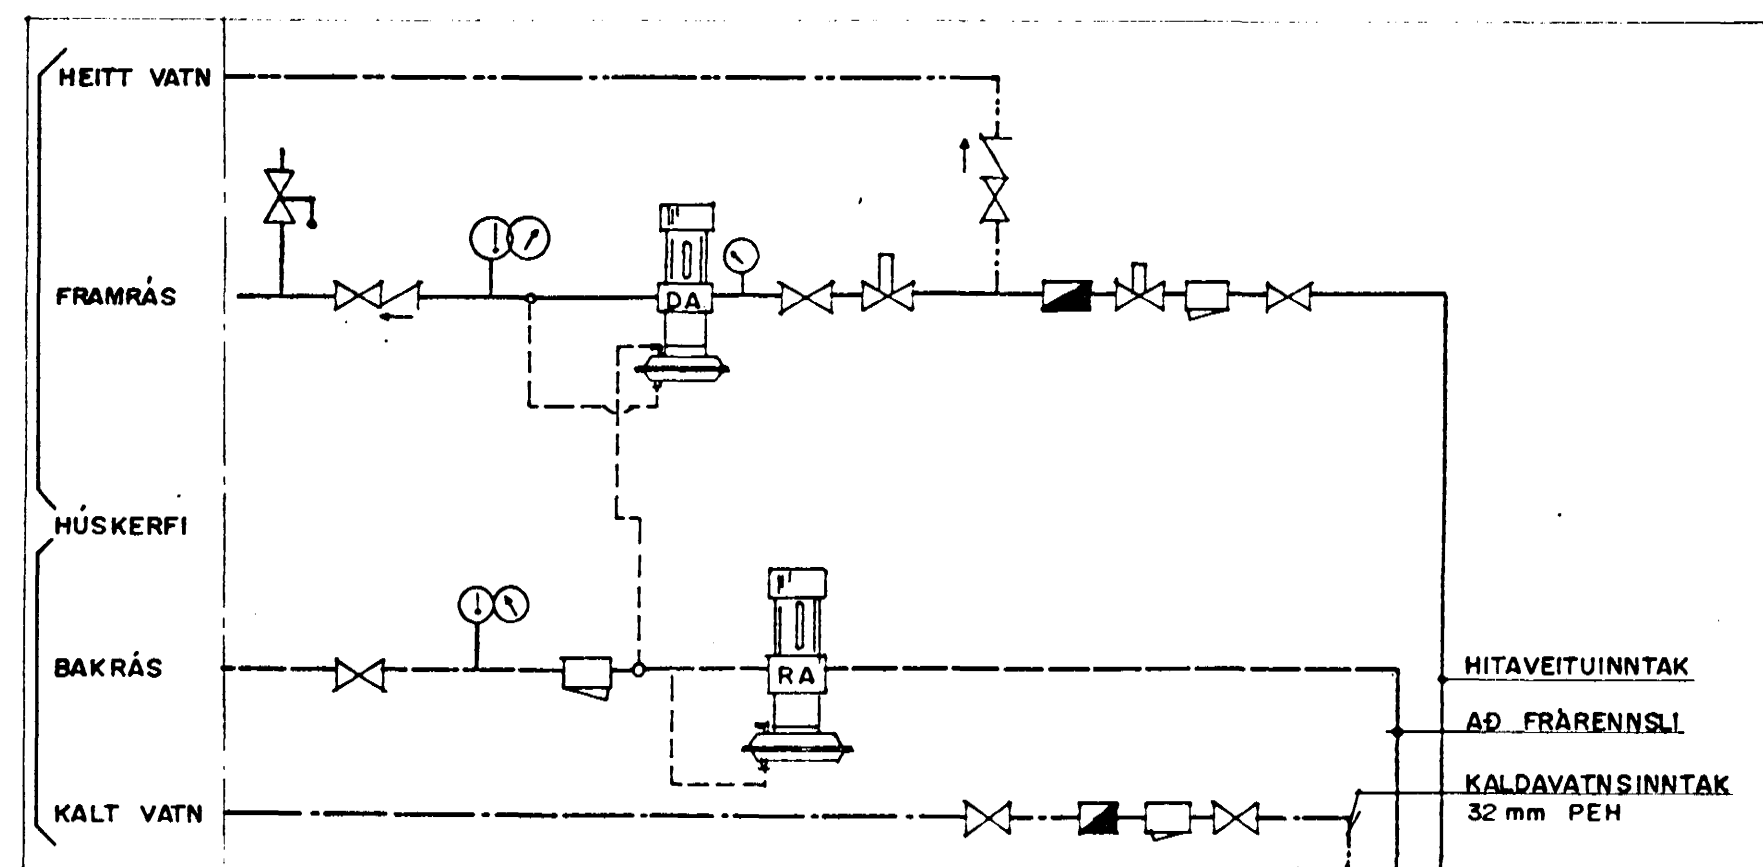 HEITT VATN
FRAMRÁS
DA
HÚSKERFI
BAKRÁS
RA
HITAVEITUINNTAK
AÐ FRÁRENNSLI
KALDAVATNSINNTAK
32 mm PEH
KALT VATN